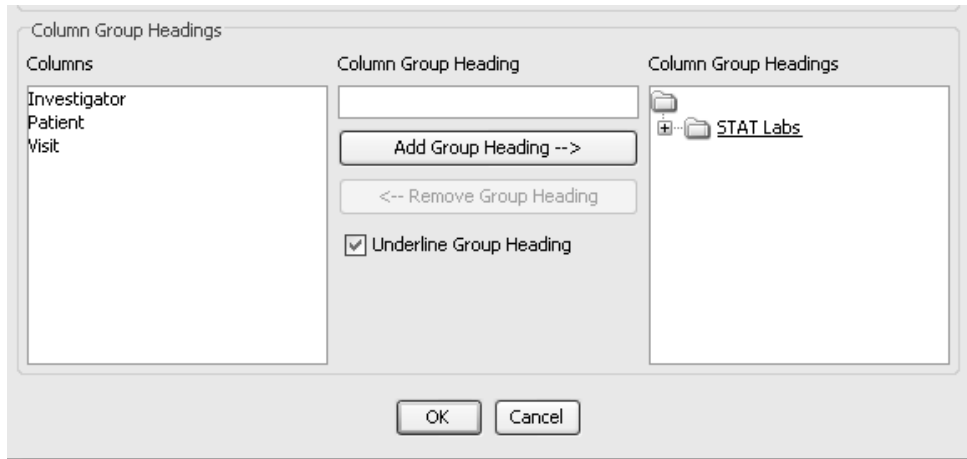 Column Group Headings
Columns
Column Group Heading
Column Group Headings
Investigator
Patient
Visit
Add Group Heading -->
<-- Remove Group Heading
Underline Group Heading
STAT Labs
OK
Cancel